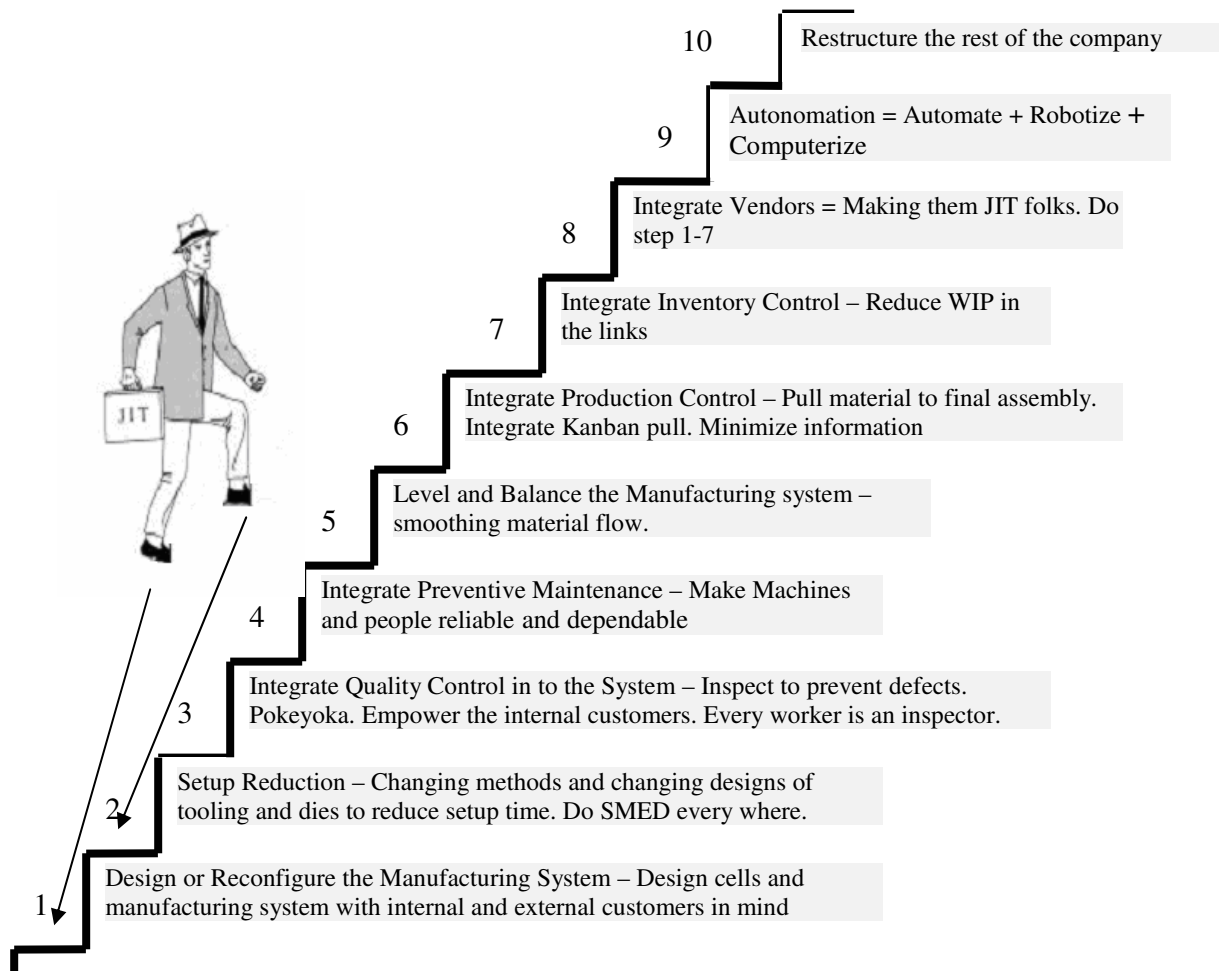 10
Restructure the rest of the company
9
Autonomation = Automate + Robotize +
Computerize
8
Integrate Vendors = Making them JIT folks. Do
step 1-7
7
Integrate Inventory Control – Reduce WIP in
the links
6
Integrate Production Control – Pull material to final assembly.
Integrate Kanban pull. Minimize information
JIT
5
Level and Balance the Manufacturing system –
smoothing material flow.
4
Integrate Preventive Maintenance – Make Machines
and people reliable and dependable
3
Integrate Quality Control in to the System – Inspect to prevent defects.
Pokeyoka. Empower the internal customers. Every worker is an inspector.
2
Setup Reduction – Changing methods and changing designs of
tooling and dies to reduce setup time. Do SMED every where.
1
Design or Reconfigure the Manufacturing System – Design cells and
manufacturing system with internal and external customers in mind